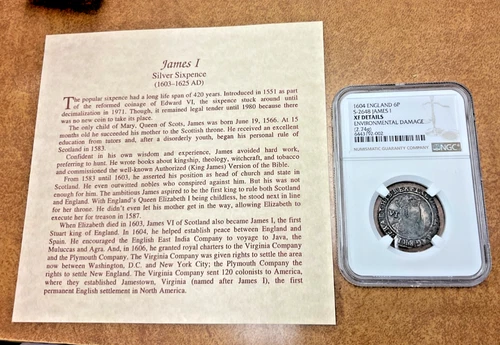 James I
Silver Sixpence
(1603–1625 AD)
The popular sixpence had a long life span of 420 years. Introduced in 1551 as part
of the reformed coinage of Edward VI, the sixpence stuck around until
decimalization in 1971. Though, it remained legal tender until 1980 because there
was no new coin to take its place.
The only child of Mary, Queen of Scots, James was born June 19, 1566. At 15
months old he succeeded his mother to the Scottish throne. He received an excellent
education from tutors and, after a disorderly youth, began his personal rule of
Scotland in 1583.
Confident in his own wisdom and experience, James avoided hard work,
preferring to hunt. He wrote books about kingship, theology, witchcraft, and tobacco
and commissioned the well-known Authorized (King James) Version of the Bible.
From 1583 until 1603, he asserted his position as head of church and state in
Scotland. He even outwitted nobles who conspired against him. But his was not
enough for him. The ambitious James aspired to be the first king to rule both Scotland
and England. With England's Queen Elizabeth I being childless, he stood next in line
for her throne. He didn't even let his mother get in the way, allowing Elizabeth to
execute her for treason in 1587.
When Elizabeth died in 1603, James VI of Scotland also became James I, the first
Stuart king of England. In 1604, he helped establish peace between England and
Spain. He encouraged the English East India Company to voyage to Java, the
Moluccas and Agra. And, in 1606, he granted royal charters to the Virginia Company
and the Plymouth Company. The Virginia Company was given rights to settle the area
now between Washington, D.C. and New York City; the Plymouth Company the
rights to settle New England. The Virginia Company sent 120 colonists to America,
where they established Jamestown, Virginia (named after James I), the first
permanent English settlement in North America.
1604 ENGLAND 6P
S-2648 JAMES I
XF DETAILS
ENVIRONMENTAL DAMAGE
(2.74g)
6443192-002
NUMISMATIC GUARANTY COMPANY
NGC